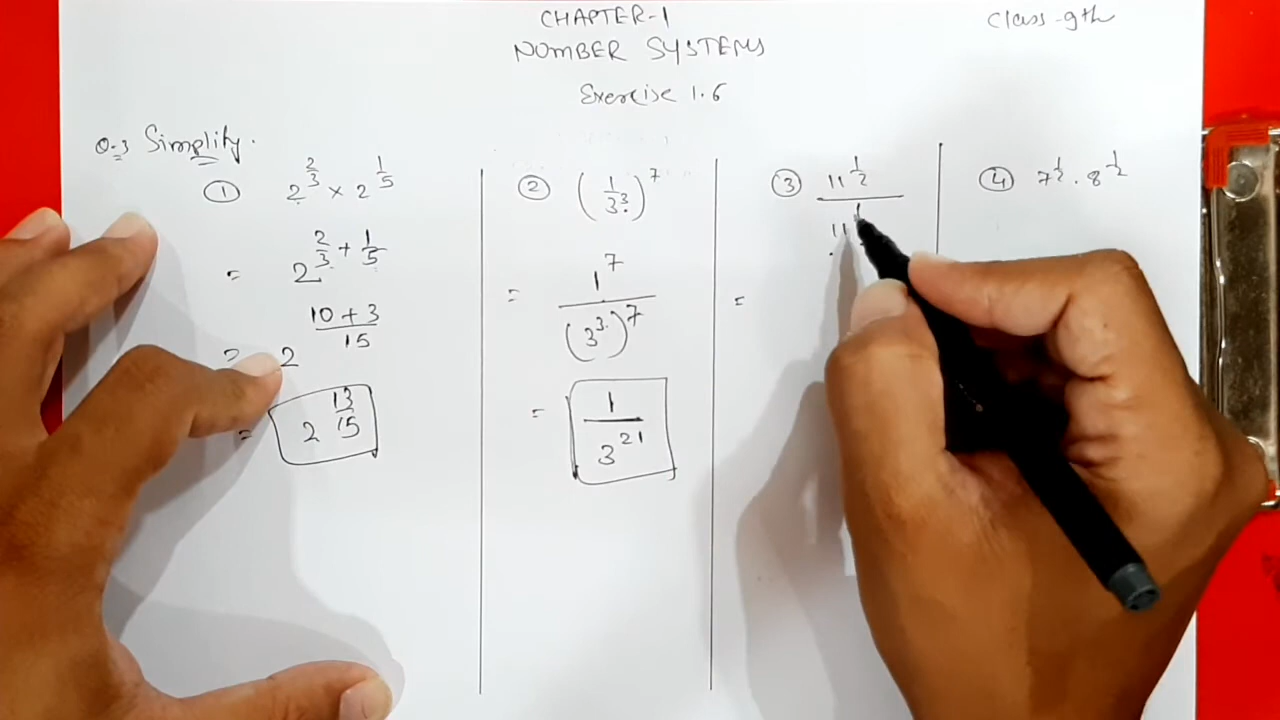 CHAPTER-1
Class-9th
NUMBER SYSTEMS
Exercise 1.6
Q.3 Simplify.
① 2^(2/3) × 2^(1/5)
= 2^(2/3 + 1/5)
= 2^((10+3)/15)
= 2^(13/15)
② (1/3^3)^7
= 1^7/(3^3)^7
= 1/3^21
③ 11^(1/2)
11
=
④ 7^(1/2) . 8^(1/2)